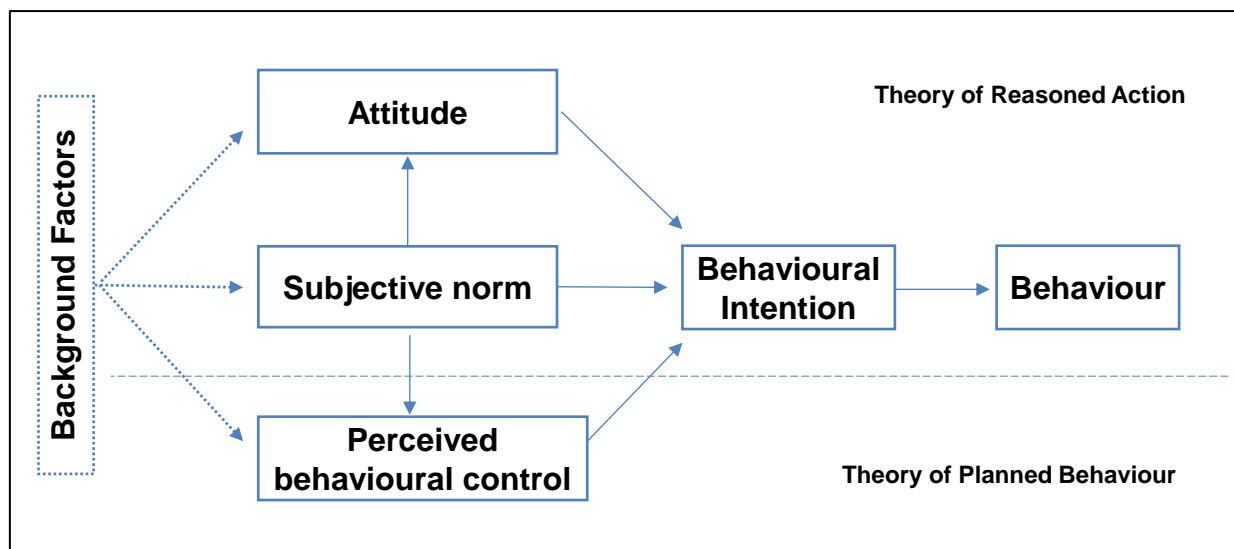 Background Factors
Attitude
Theory of Reasoned Action
Subjective norm
Behavioural
Intention
Behaviour
Perceived
behavioural control
Theory of Planned Behaviour